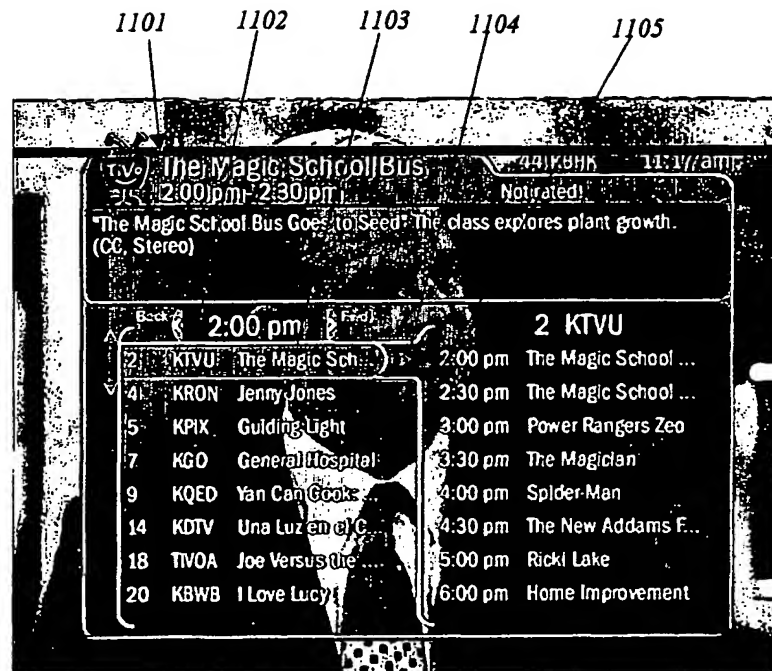 1101 1102 1103 1104 1105
TiVo The Magic School Bus 44 KBHK 11:17 am
2:00 pm - 2:30 pm Not rated
"The Magic School Bus Goes to Seed" The class explores plant growth.
(CC, Stereo)
Back 2:00 pm Fwd 2 KTVU
2 KTVU The Magic Sch... 2:00 pm The Magic School ...
4 KRON Jenny Jones 2:30 pm The Magic School ...
5 KPIX Guiding Light 3:00 pm Power Rangers Zeo
7 KGO General Hospital 3:30 pm The Magician
9 KQED Yan Can Cook: ... 4:00 pm Spider-Man
14 KDTV Una Luz en el C... 4:30 pm The New Addams F...
18 TIVOA Joe Versus the .... 5:00 pm Ricki Lake
20 KBWB I Love Lucy 6:00 pm Home Improvement